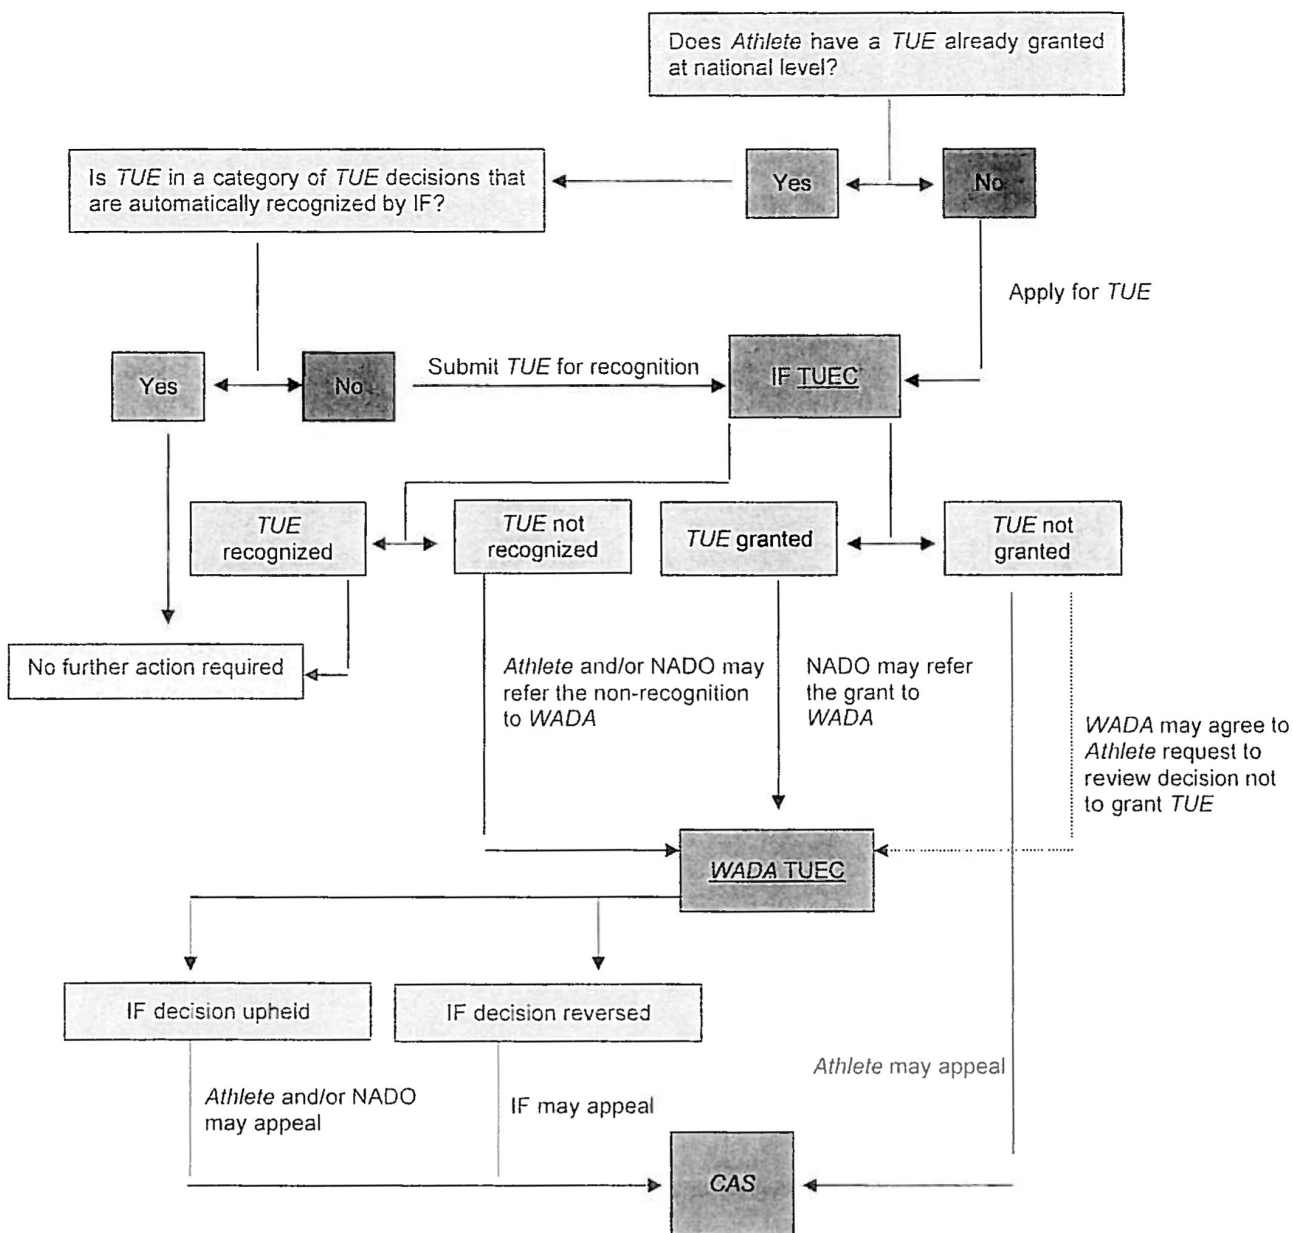 Does Athlete have a TUE already granted
at national level?
Is TUE in a category of TUE decisions that
are automatically recognized by IF?
Yes
No
Apply for TUE
Yes
No
Submit TUE for recognition
IF TUEC
TUE
recognized
TUE not
recognized
TUE granted
TUE not
granted
No further action required
Athlete and/or NADO may
refer the non-recognition
to WADA
NADO may refer
the grant to
WADA
WADA may agree to
Athlete request to
review decision not
to grant TUE
WADA TUEC
IF decision upheld
IF decision reversed
Athlete and/or NADO
may appeal
IF may appeal
Athlete may appeal
CAS